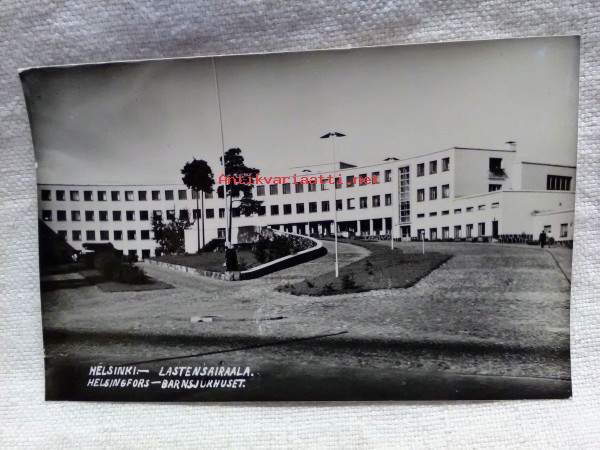 Antikvariaatti.net
HELSINKI:— LASTENSAIRAALA.
HELSINGFORS—BARNSJUKHUSET.